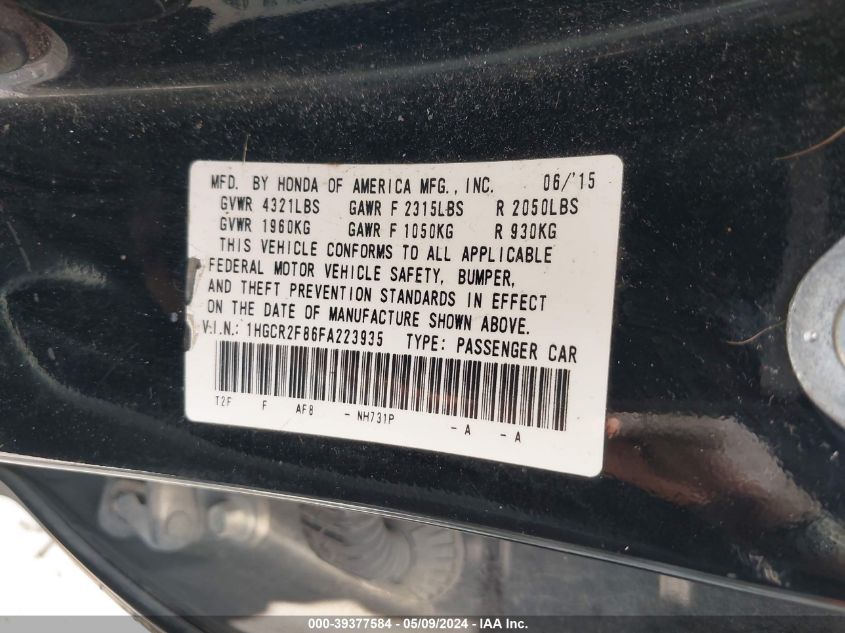 MFD. BY HONDA OF AMERICA MFG., INC. 06/'15
GVWR 4321LBS GAWR F 2315LBS R 2050LBS
GVWR 1960KG GAWR F 1050KG R 930KG
THIS VEHICLE CONFORMS TO ALL APPLICABLE
FEDERAL MOTOR VEHICLE SAFETY, BUMPER,
AND THEFT PREVENTION STANDARDS IN EFFECT
ON THE DATE OF MANUFACTURE SHOWN ABOVE.
V.I.N.: 1HGCR2F86FA223935 TYPE: PASSENGER CAR
T2F F AF8 - NH731P - A - A
000-39377584 / 05/09/2024 - IAA Inc.